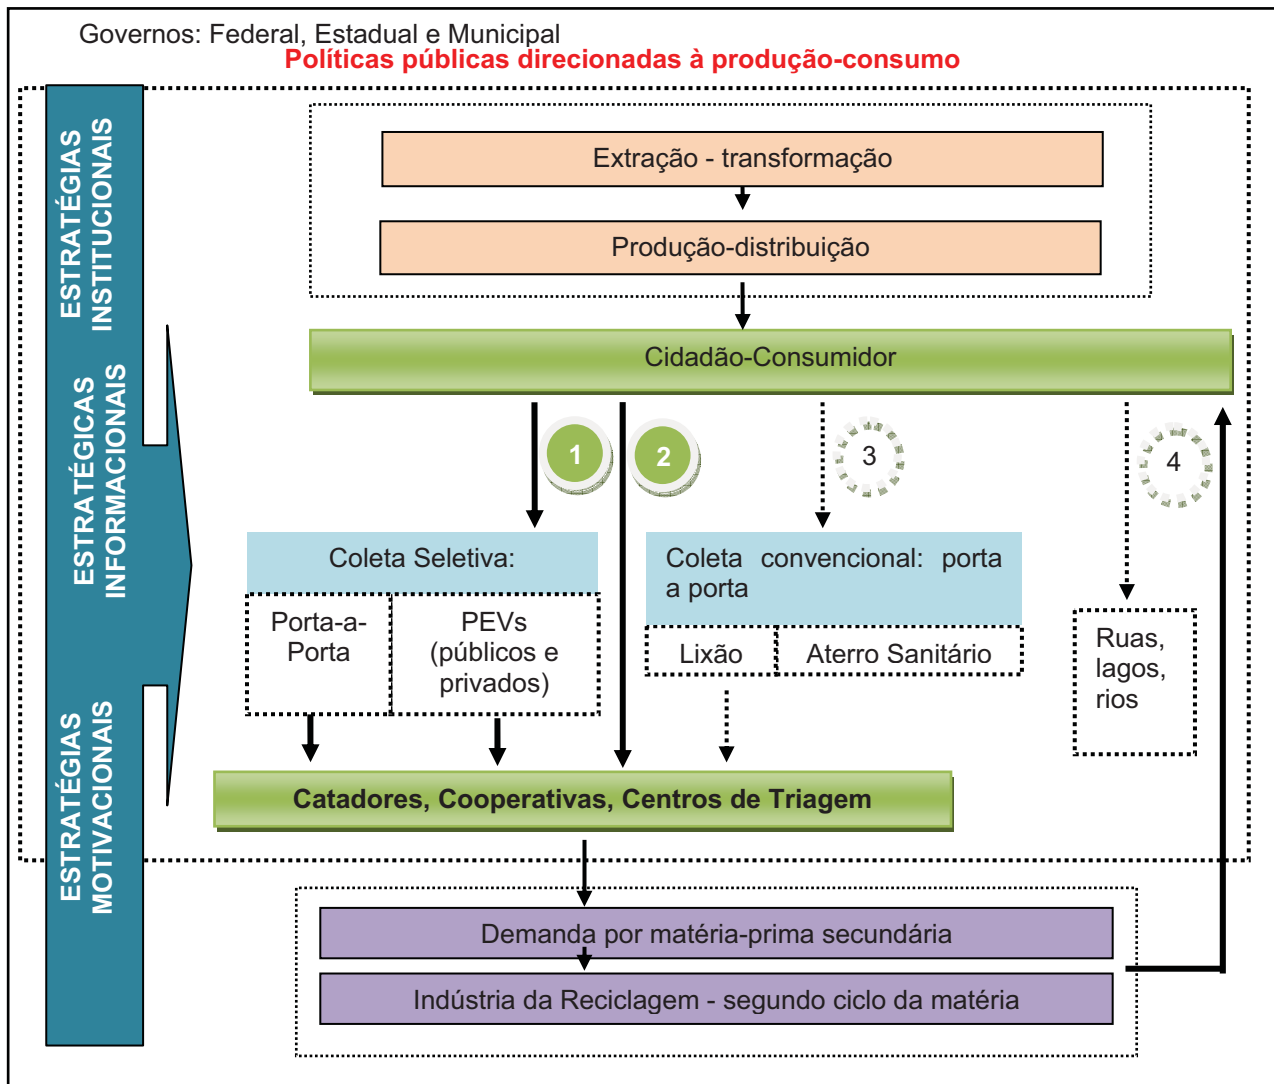 Governos: Federal, Estadual e Municipal
Políticas públicas direcionadas à produção-consumo
ESTRATÉGIAS
INSTITUCIONAIS
ESTRATÉGICAS
INFORMACIONAIS
ESTRATÉGIAS
MOTIVACIONAIS
Extração - transformação
Produção-distribuição
Cidadão-Consumidor
1
2
3
4
Coleta Seletiva:
Porta-a-
Porta
PEVs
(públicos e
privados)
Coleta convencional: porta
a porta
Lixão
Aterro Sanitário
Ruas,
lagos,
rios
Catadores, Cooperativas, Centros de Triagem
Demanda por matéria-prima secundária
Indústria da Reciclagem - segundo ciclo da matéria